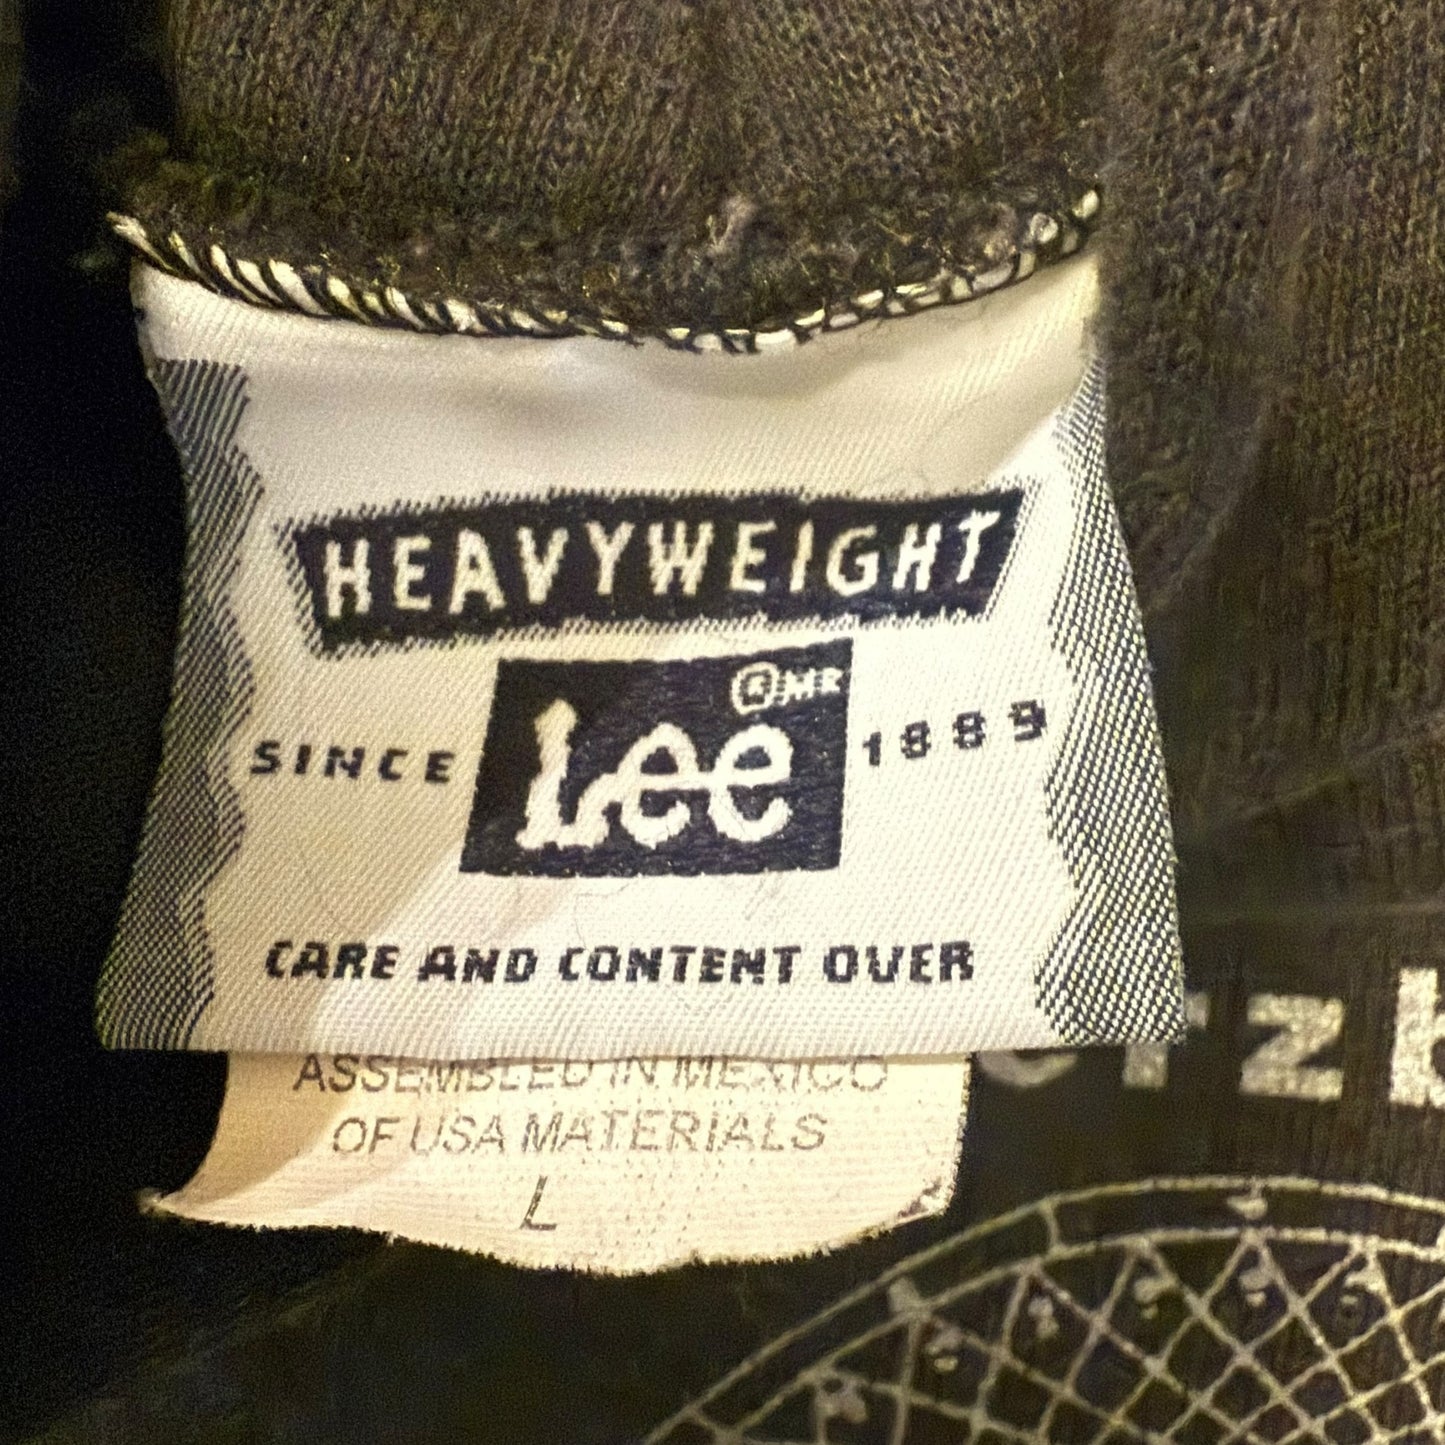 HEAVYWEIGHT
SINCE Lee ® MR 1889
CARE AND CONTENT OVER
ASSEMBLED IN MEXICO
OF USA MATERIALS
L